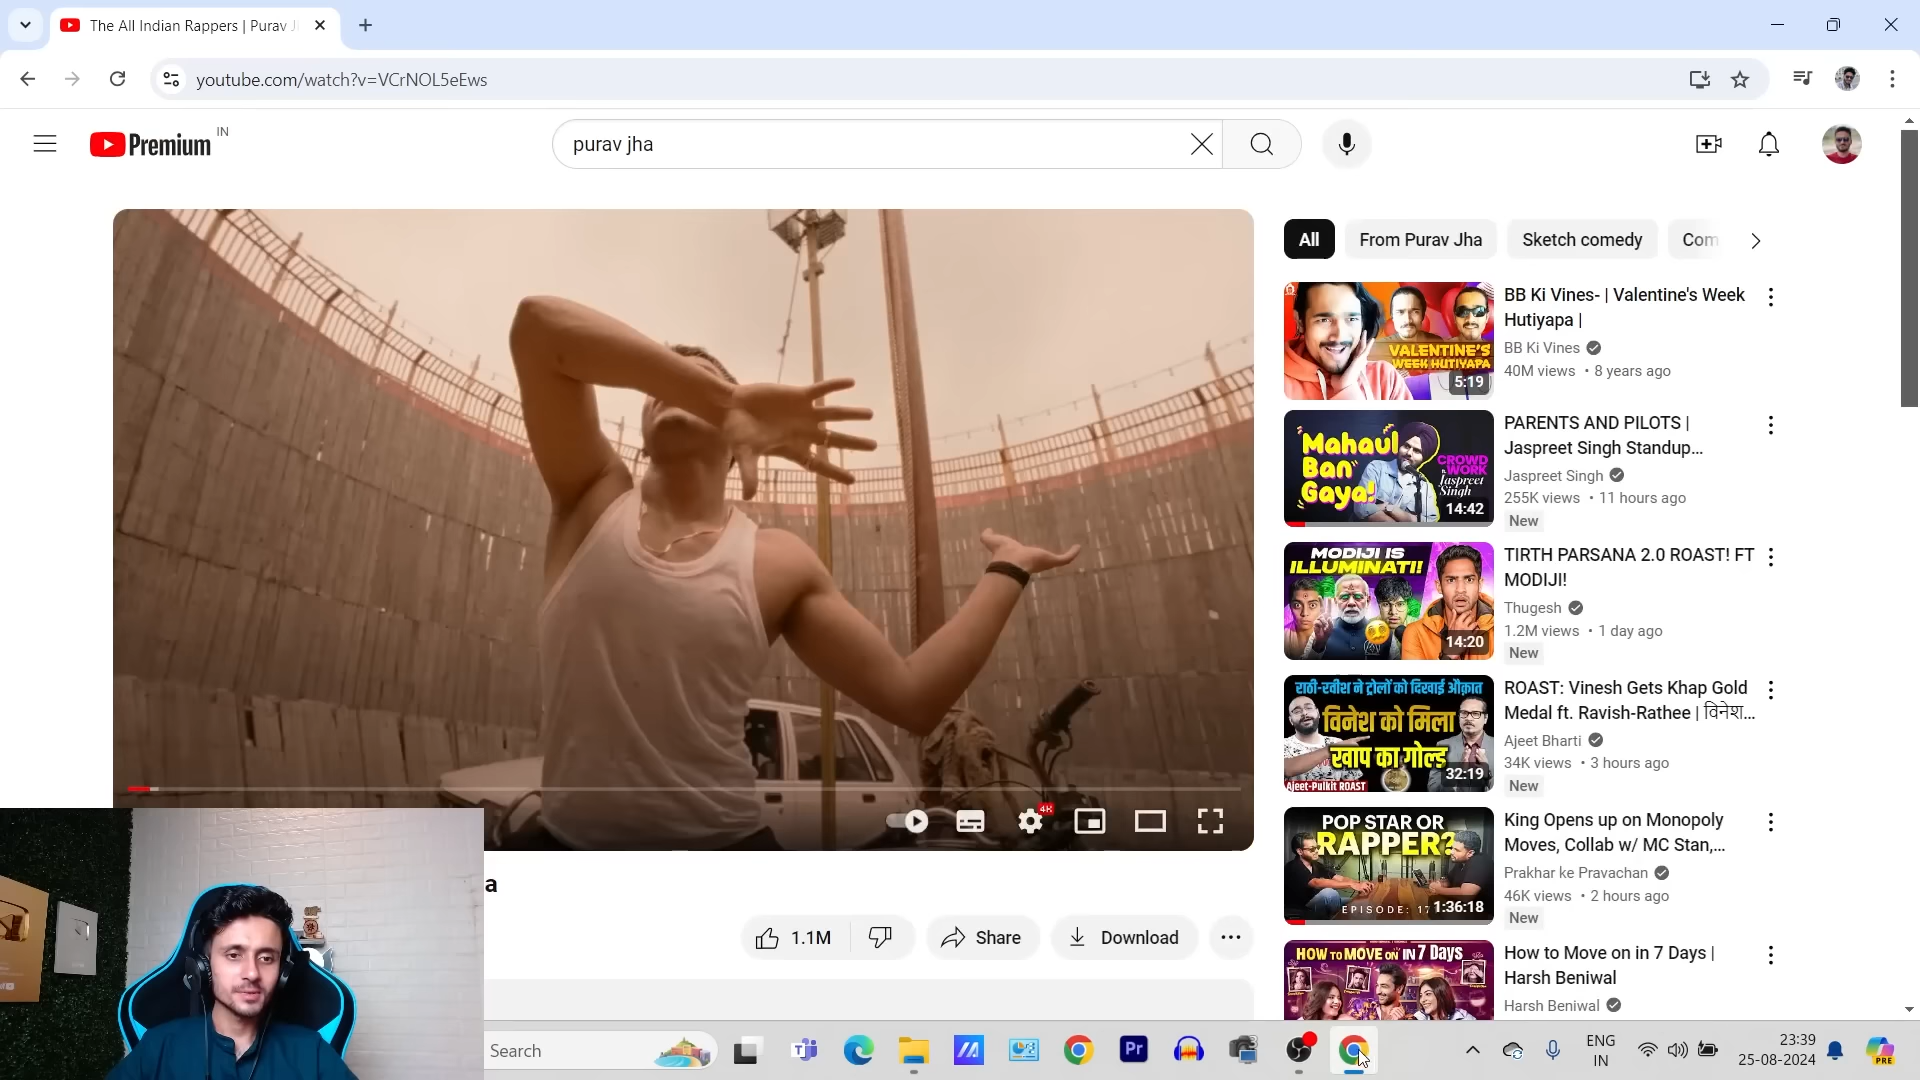 The All Indian Rappers | Purav J
youtube.com/watch?v=VCrNOL5eEws
Premium
IN
purav jha
All
From Purav Jha
Sketch comedy
Com
VALENTINE'S
WEEK HUTIYAPA
5:19
BB Ki Vines- | Valentine's Week
Hutiyapa |
BB Ki Vines
40M views • 8 years ago
Mahaul
Ban
Gaya!
CROWD
WORK
Jaspreet
Singh
14:42
PARENTS AND PILOTS |
Jaspreet Singh Standup...
Jaspreet Singh
255K views • 11 hours ago
New
MODIJI IS
ILLUMINATI!
14:20
TIRTH PARSANA 2.0 ROAST! FT
MODIJI!
Thugesh
1.2M views • 1 day ago
New
राठी-रवीश ने ट्रोलों को दिखाई औक़ात
विनेश को मिला
खाप का गोल्ड
Ajeet-Pulkit ROAST
32:19
ROAST: Vinesh Gets Khap Gold
Medal ft. Ravish-Rathee | विनेश...
Ajeet Bharti
34K views • 3 hours ago
New
POP STAR OR
RAPPER?
EPISODE: 17
1:36:18
King Opens up on Monopoly
Moves, Collab w/ MC Stan,...
Prakhar ke Pravachan
46K views • 2 hours ago
New
HOW TO MOVE ON IN 7 Days
How to Move on in 7 Days |
Harsh Beniwal
Harsh Beniwal
4K
a
1.1M
Share
Download
Search
Pr
ENG
IN
23:39
25-08-2024
PRE